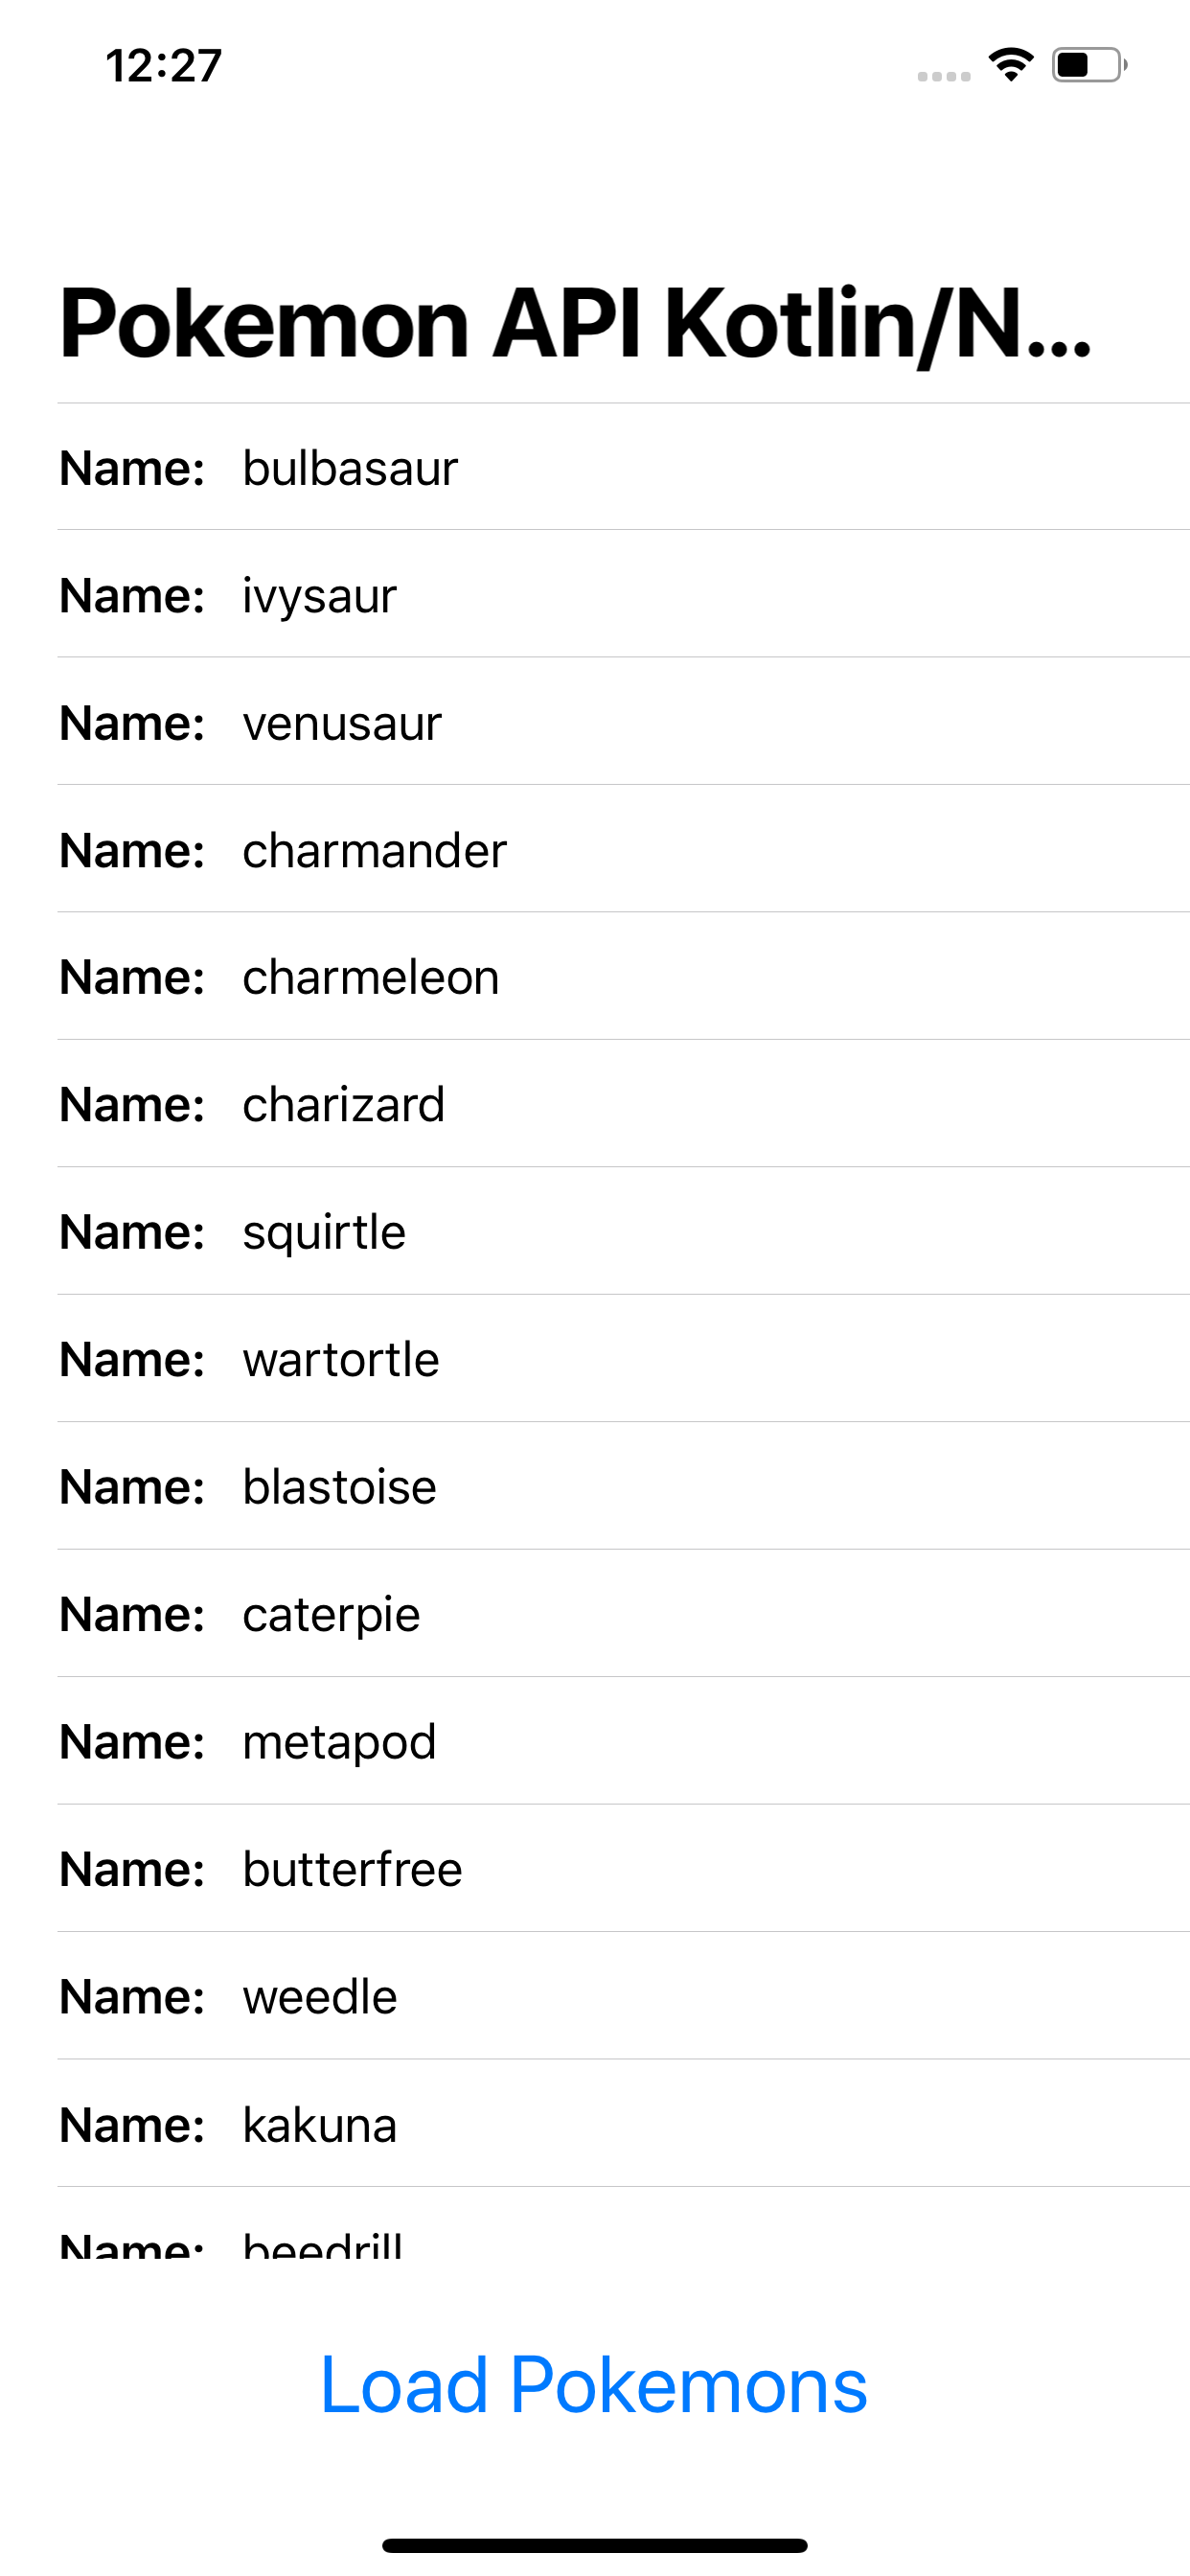 12:27
Pokemon API Kotlin/N...
Name: bulbasaur
Name: ivysaur
Name: venusaur
Name: charmander
Name: charmeleon
Name: charizard
Name: squirtle
Name: wartortle
Name: blastoise
Name: caterpie
Name: metapod
Name: butterfree
Name: weedle
Name: kakuna
Name: beedrill
Load Pokemons